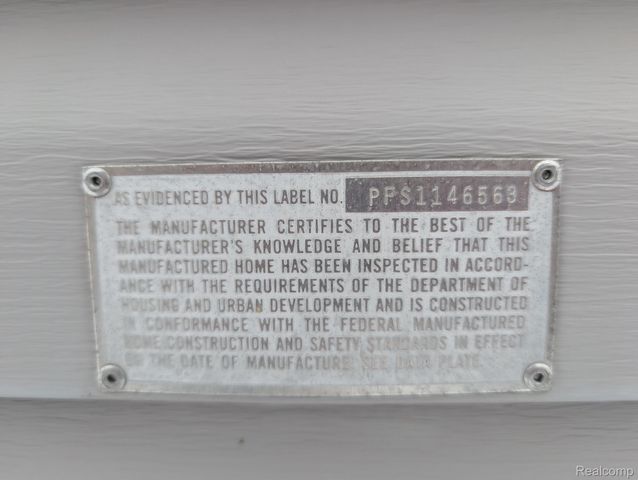 AS EVIDENCED BY THIS LABEL NO. PFS1146563
THE MANUFACTURER CERTIFIES TO THE BEST OF THE
MANUFACTURER'S KNOWLEDGE AND BELIEF THAT THIS
MANUFACTURED HOME HAS BEEN INSPECTED IN ACCORD-
ANCE WITH THE REQUIREMENTS OF THE DEPARTMENT OF
HOUSING AND URBAN DEVELOPMENT AND IS CONSTRUCTED
IN CONFORMANCE WITH THE FEDERAL MANUFACTURED
HOME CONSTRUCTION AND SAFETY STANDARDS IN EFFECT
ON THE DATE OF MANUFACTURE. SEE DATA PLATE.
Realcomp